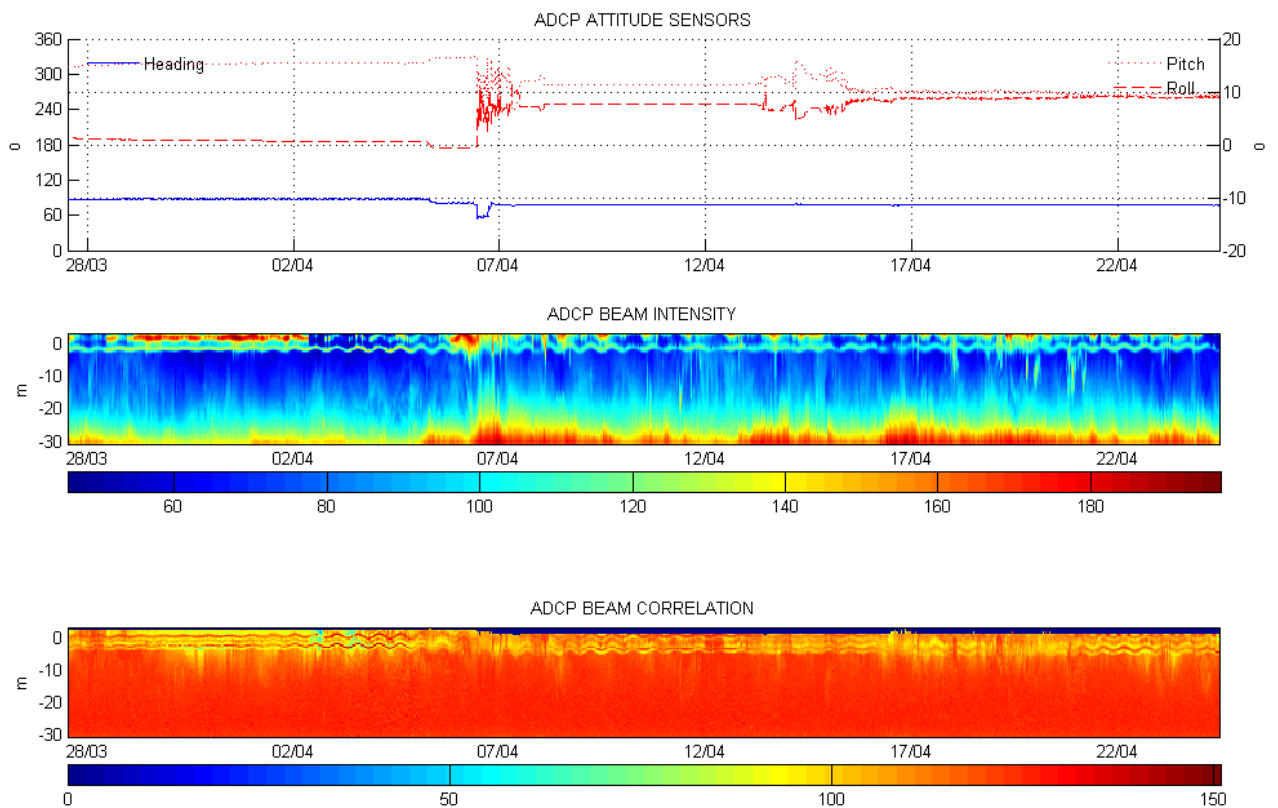 ADCP ATTITUDE SENSORS
360 20
300 Heading Pitch
240 10 Roll
180 0
120
60 -10
0 -20
o o
28/03 02/04 07/04 12/04 17/04 22/04
ADCP BEAM INTENSITY
0
-10
m
-20
-30
28/03 02/04 07/04 12/04 17/04 22/04
60 80 100 120 140 160 180
ADCP BEAM CORRELATION
0
-10
m
-20
-30
28/03 02/04 07/04 12/04 17/04 22/04
0 50 100 150